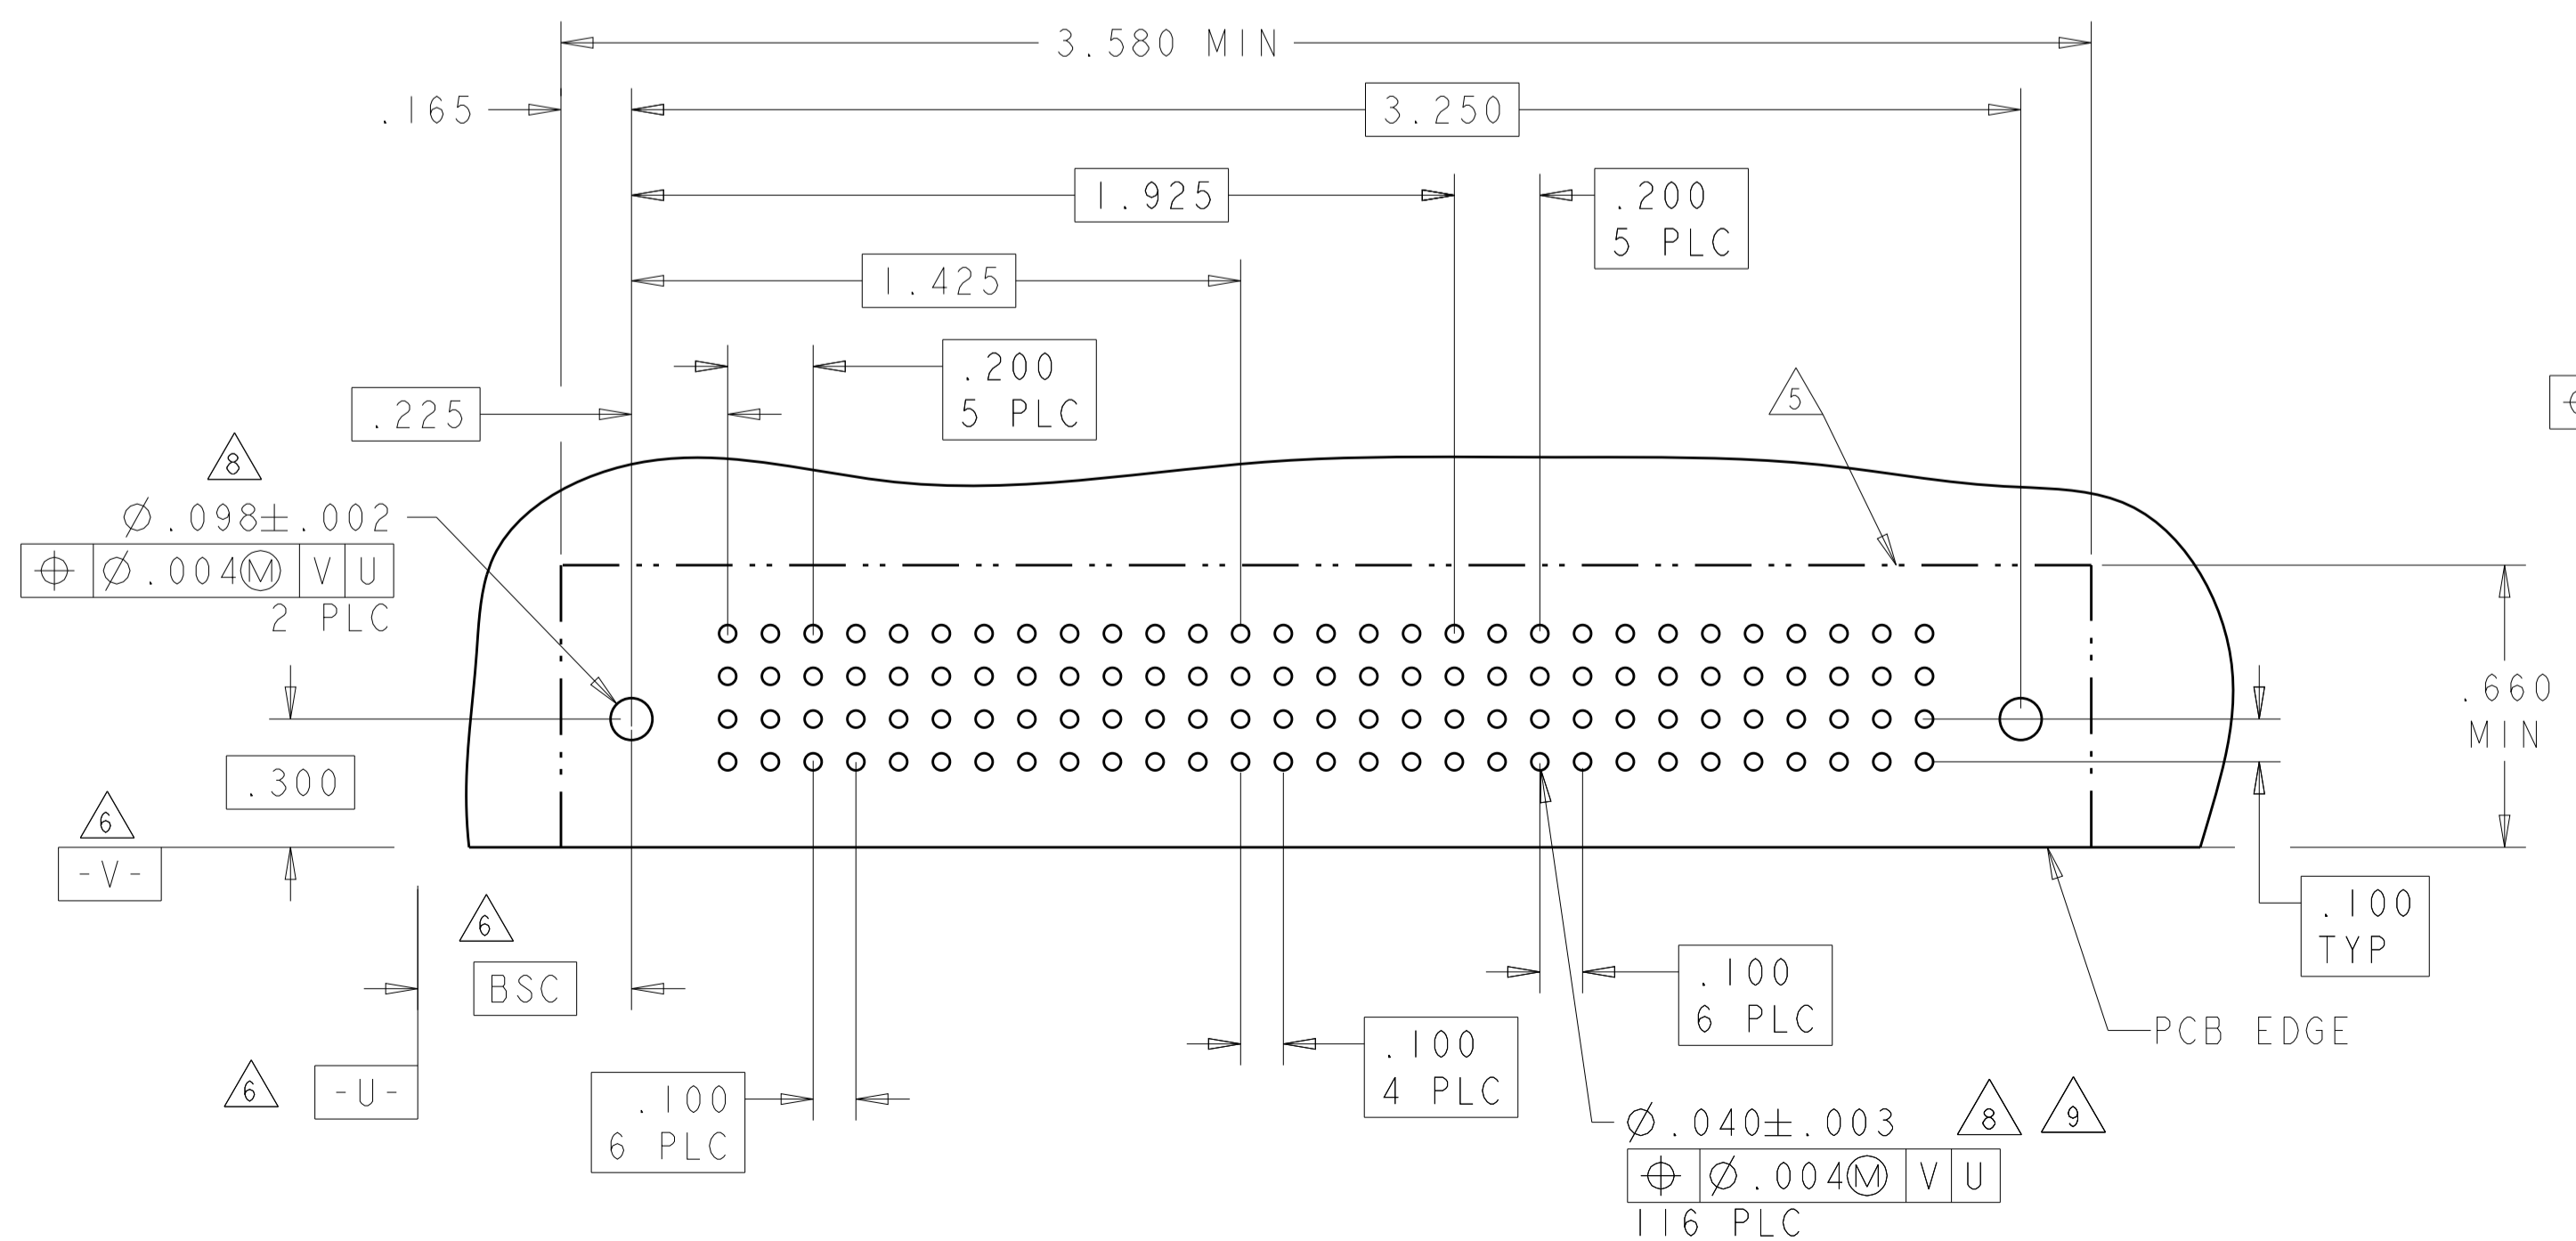 3.580 MIN
.165
3.250
1.925
.200
5 PLC
1.425
.200
5 PLC
.225
5
8
Ø.098±.002
⌖ Ø.004Ⓜ V U
2 PLC
.660
MIN
.300
6
-V-
6
BSC
.100
TYP
.100
6 PLC
PCB EDGE
.100
4 PLC
6
-U-
.100
6 PLC
Ø.040±.003
8
9
⌖ Ø.004Ⓜ V U
116 PLC